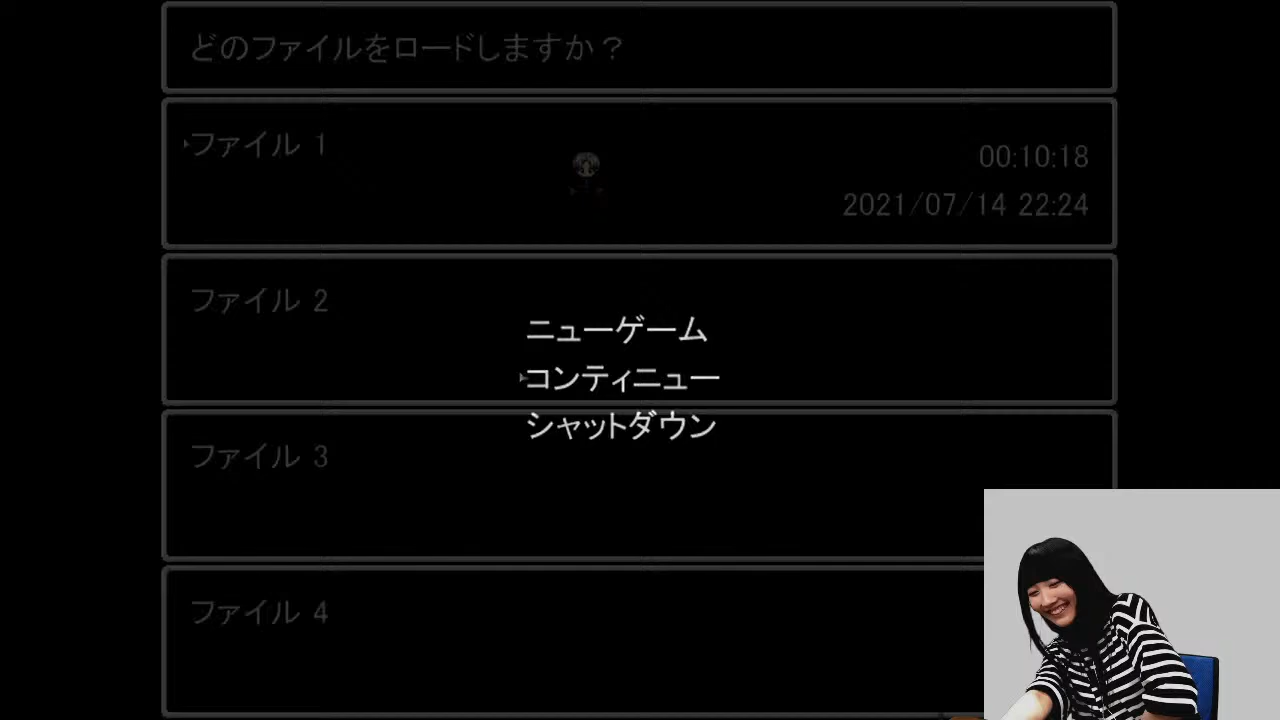 どのファイルをロードしますか？
ファイル 1
00:10:18
2021/07/14 22:24
ファイル 2
ニューゲーム
コンティニュー
シャットダウン
ファイル 3
ファイル 4